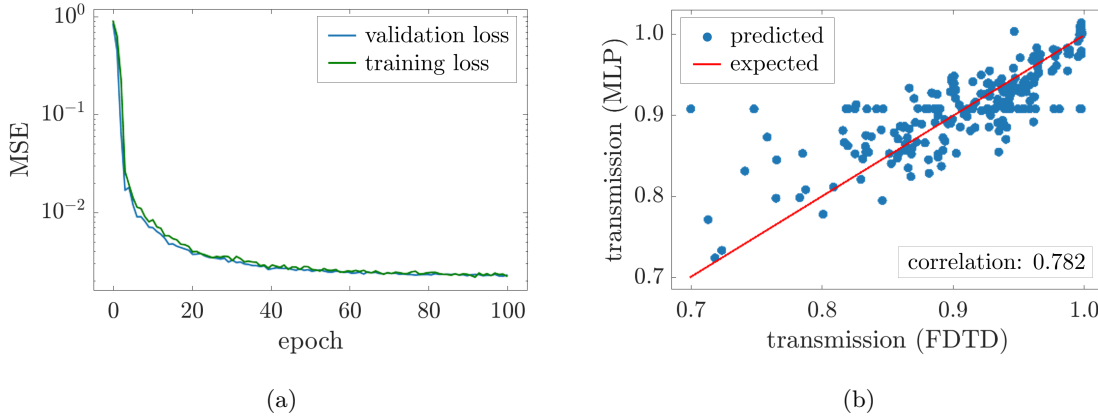 validation loss
training loss
10⁰
10⁻¹
10⁻²
MSE
0
20
40
60
80
100
epoch
(a)
predicted
expected
1.0
0.9
0.8
0.7
transmission (MLP)
correlation: 0.782
0.7
0.8
0.9
1.0
transmission (FDTD)
(b)